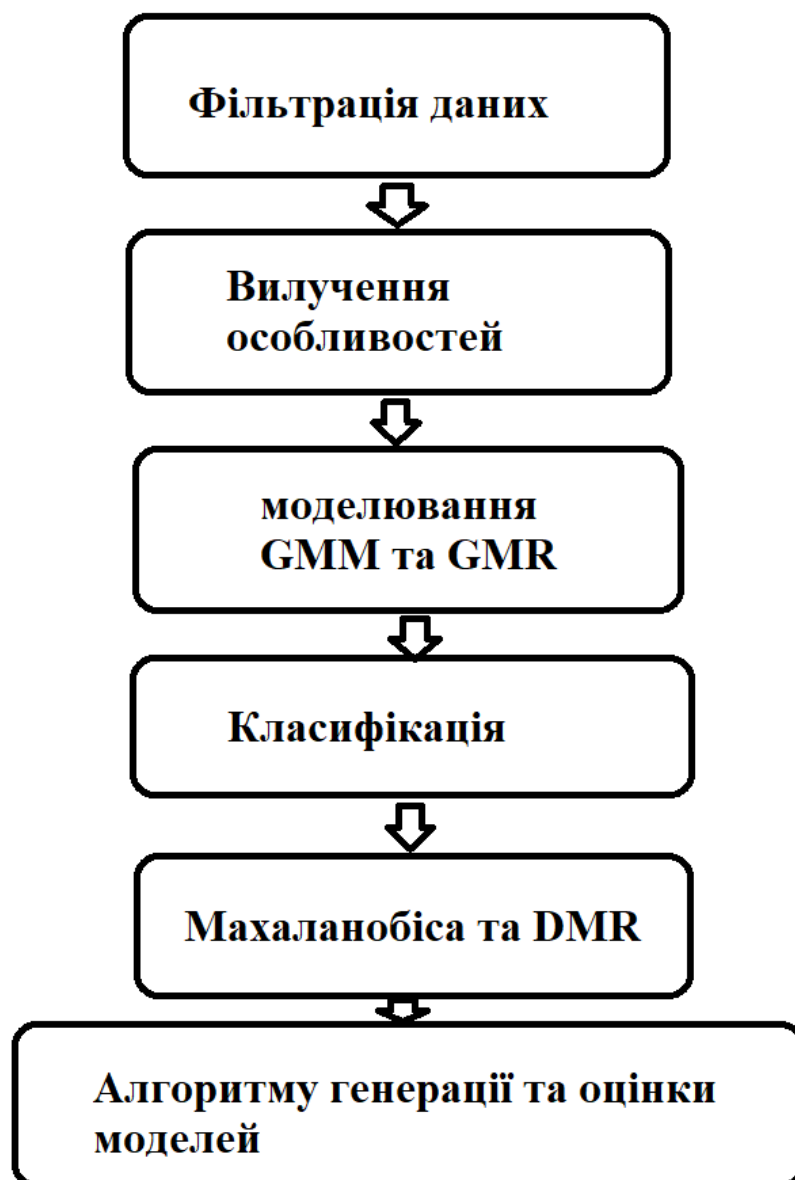 Фільтрація даних
Вилучення
особливостей
моделювання
GMM та GMR
Класифікація
Махаланобіса та DMR
Алгоритму генерації та оцінки
моделей